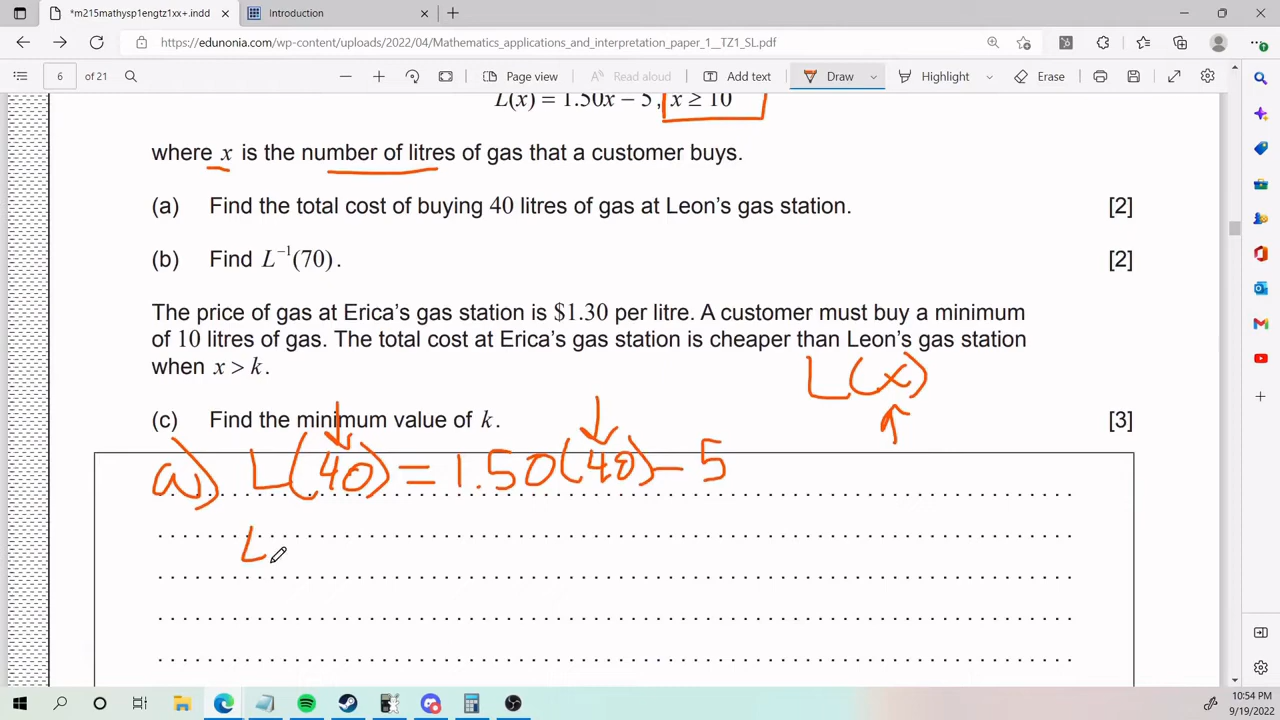 *m215mathysp1engtz1xx+.indd
Introduction
https://edunonia.com/wp-content/uploads/2022/04/Mathematics_applications_and_interpretation_paper_1__TZ1_SL.pdf
6 of 21
Page view
Read aloud
Add text
Draw
Highlight
Erase
L(x) = 1.50x − 5, x ≥ 10
where x is the number of litres of gas that a customer buys.
(a) Find the total cost of buying 40 litres of gas at Leon's gas station. [2]
(b) Find L⁻¹(70). [2]
The price of gas at Erica's gas station is $1.30 per litre. A customer must buy a minimum
of 10 litres of gas. The total cost at Erica's gas station is cheaper than Leon's gas station
when x > k.
L(x)
(c) Find the minimum value of k. [3]
a) L(40) = 1.50(40) − 5
L
10:54 PM
9/19/2022